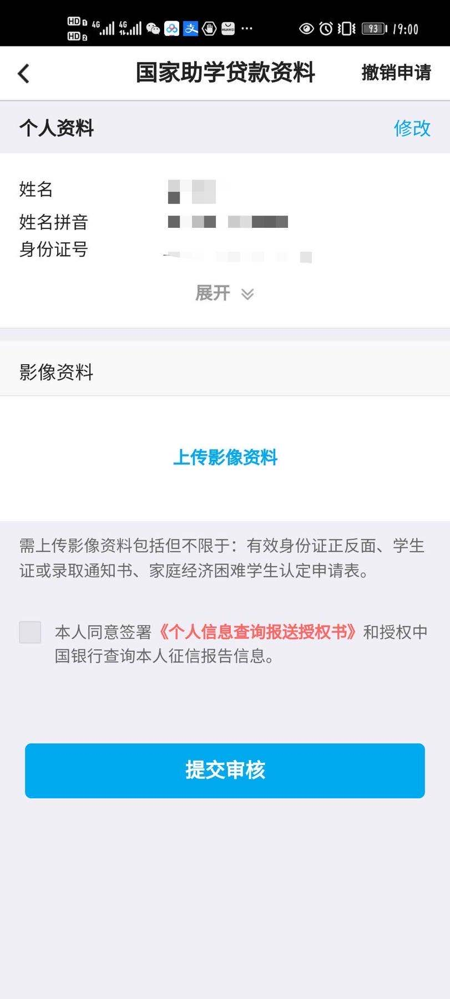 HD 1 4G 4G HUAWEI ... 93 19:00
HD 2
国家助学贷款资料 撤销申请
个人资料 修改
姓名
姓名拼音
身份证号
展开
影像资料
上传影像资料
需上传影像资料包括但不限于：有效身份证正反面、学生
证或录取通知书、家庭经济困难学生认定申请表。
本人同意签署《个人信息查询报送授权书》和授权中
国银行查询本人征信报告信息。
提交审核